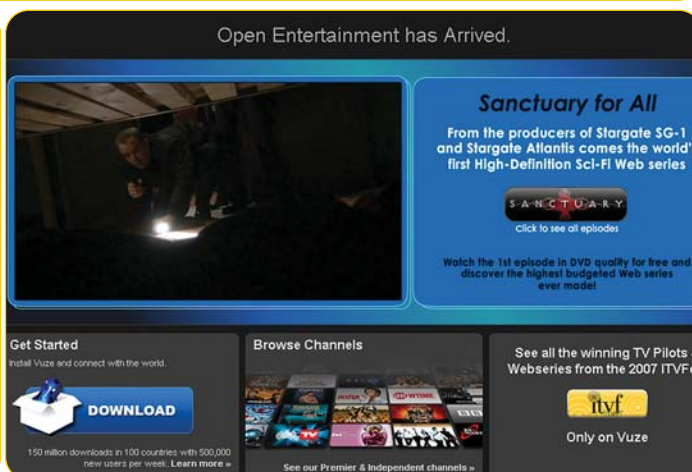 Open Entertainment has Arrived.
Sanctuary for All
From the producers of Stargate SG-1
and Stargate Atlantis comes the world'
first High-Definition Sci-Fi Web series
SANCTUARY
Click to see all episodes
Watch the 1st episode in DVD quality for free and
discover the highest budgeted Web series
ever made!
Get Started
Install Vuze and connect with the world.
DOWNLOAD
150 million downloads in 100 countries with 500,000
new users per week. Learn more »
Browse Channels
SHOWTIME
BBC
See our Premier & Independent channels »
See all the winning TV Pilots
Webseries from the 2007 ITVFe
itvf
Only on Vuze